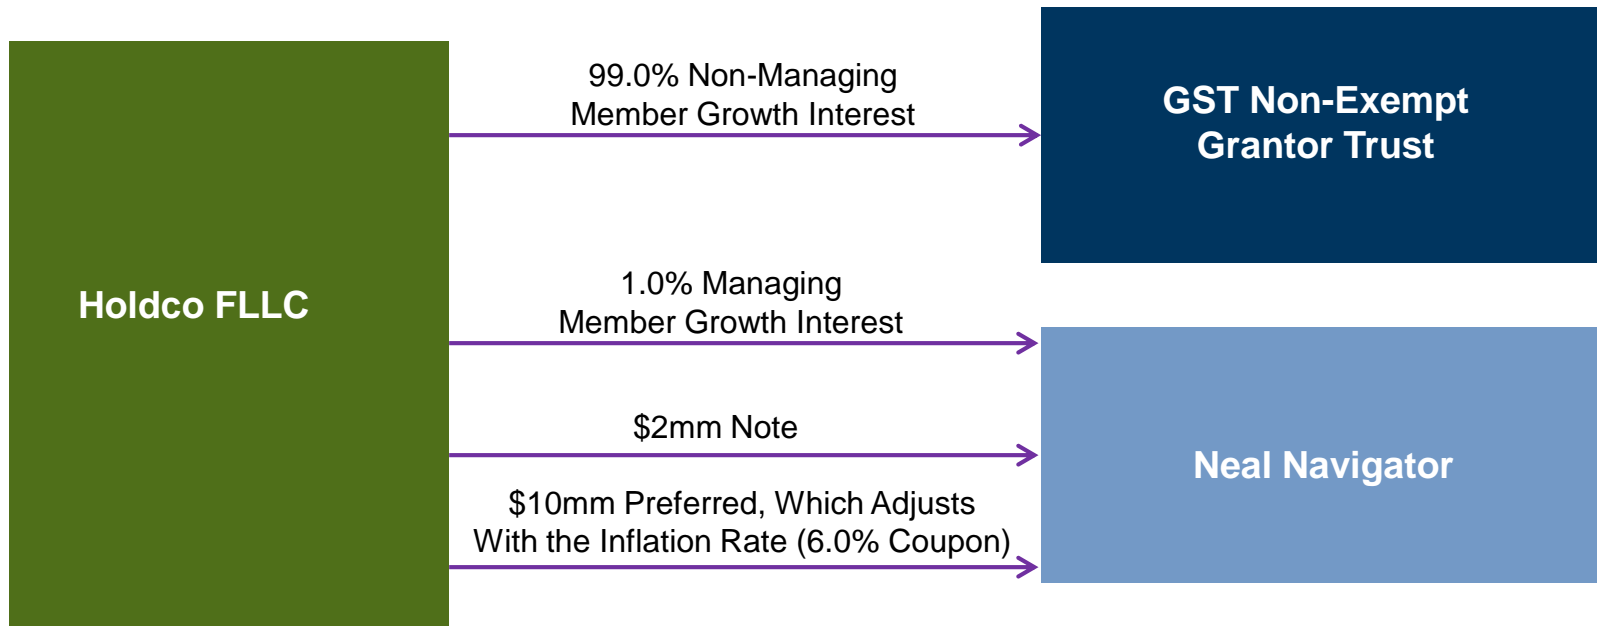 Holdco FLLC
99.0% Non-Managing
Member Growth Interest
GST Non-Exempt
Grantor Trust
1.0% Managing
Member Growth Interest
$2mm Note
$10mm Preferred, Which Adjusts
With the Inflation Rate (6.0% Coupon)
Neal Navigator